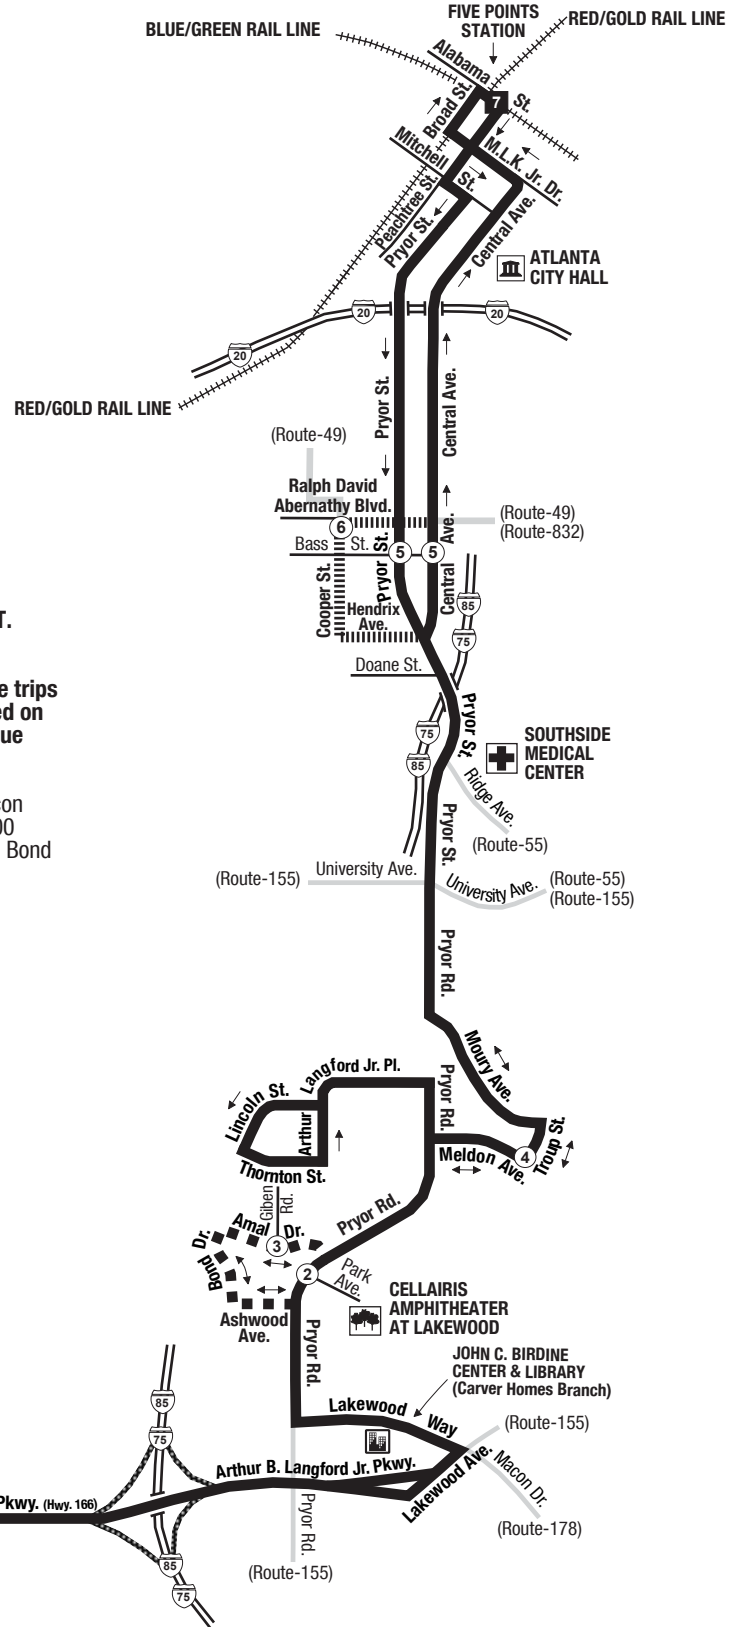 FIVE POINTS
STATION
BLUE/GREEN RAIL LINE
RED/GOLD RAIL LINE
Alabama
St.
7
Broad St.
Mitchell
St.
M.L.K. Jr. Dr.
Peachtree St.
Pryor St.
Central Ave.
ATLANTA
CITY HALL
20
20
20
RED/GOLD RAIL LINE
Pryor St.
Central Ave.
(Route-49)
Ralph David
Abernathy Blvd.
(Route-49)
(Route-832)
6
Bass St.
5
5
Pryor St.
Central Ave.
Cooper St.
Hendrix
Ave.
85
75
T.
Doane St.
e trips
ed on
ue
Pryor St.
75
85
SOUTHSIDE
MEDICAL
CENTER
Ridge Ave.
con
00
Bond
Pryor St.
(Route-55)
University Ave.
(Route-155)
University Ave.
(Route-55)
(Route-155)
Pryor Rd.
Moury Ave.
Langford Jr. Pl.
Lincoln St.
Arthur
Pryor Rd.
Troup St.
4
Meldon Ave.
Thornton St.
Giben
Rd.
Pryor Rd.
Amal Dr.
3
Bond Dr.
2
Park
Ave.
Ashwood
Ave.
CELLAIRIS
AMPHITHEATER
AT LAKEWOOD
Pryor Rd.
JOHN C. BIRDINE
CENTER & LIBRARY
(Carver Homes Branch)
Lakewood Way
(Route-155)
85
75
Arthur B. Langford Jr. Pkwy.
Lakewood Ave.
Macon Dr.
Pkwy. (Hwy. 166)
Pryor Rd.
(Route-178)
(Route-155)
85
75